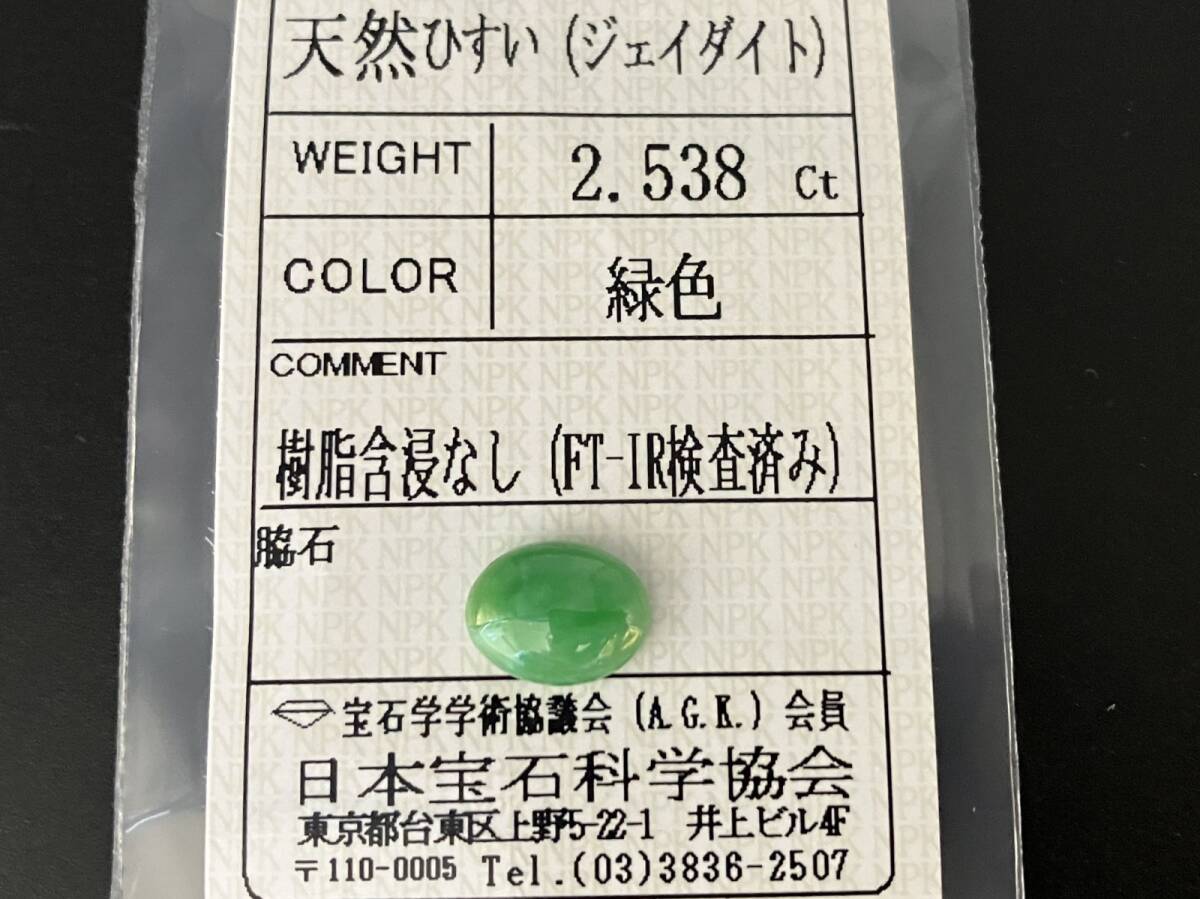 天然ひすい (ジェイダイト)
WEIGHT 2.538 Ct
COLOR 緑色
COMMENT
樹脂含浸なし (FT-IR検査済み)
脇石
宝石学学術協議会 (A.G.K.) 会員
日本宝石科学協会
東京都台東区上野5-22-1 井上ビル4F
〒110-0005 Tel.(03)3836-2507